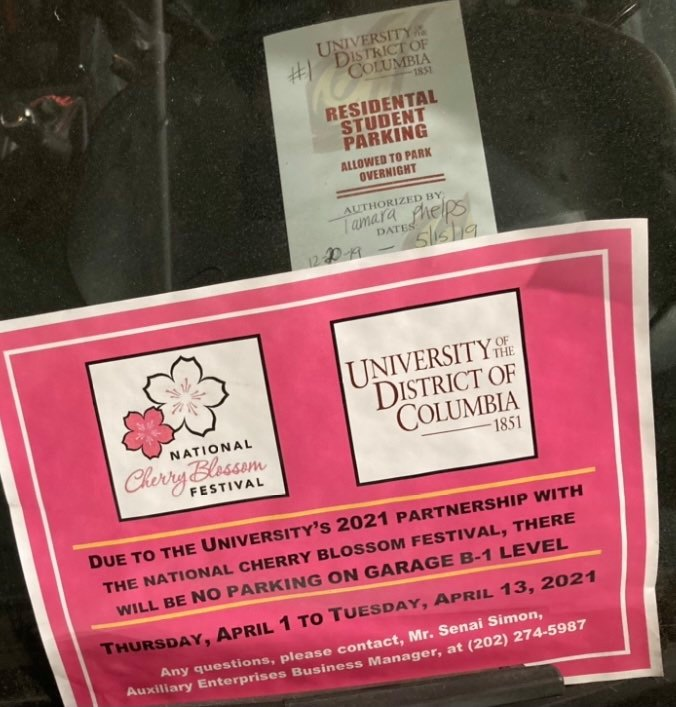 #1
UNIVERSITY OF THE
DISTRICT OF
COLUMBIA
1851
RESIDENTAL
STUDENT
PARKING
ALLOWED TO PARK
OVERNIGHT
AUTHORIZED BY:
Tamara Phelps
DATES
12-20-19 — 5/15/19
NATIONAL
Cherry Blossom
FESTIVAL
UNIVERSITY OF THE
DISTRICT OF
COLUMBIA
1851
DUE TO THE UNIVERSITY'S 2021 PARTNERSHIP WITH
THE NATIONAL CHERRY BLOSSOM FESTIVAL, THERE
WILL BE NO PARKING ON GARAGE B-1 LEVEL
THURSDAY, APRIL 1 TO TUESDAY, APRIL 13, 2021
Any questions, please contact, Mr. Senai Simon,
Auxiliary Enterprises Business Manager, at (202) 274-5987